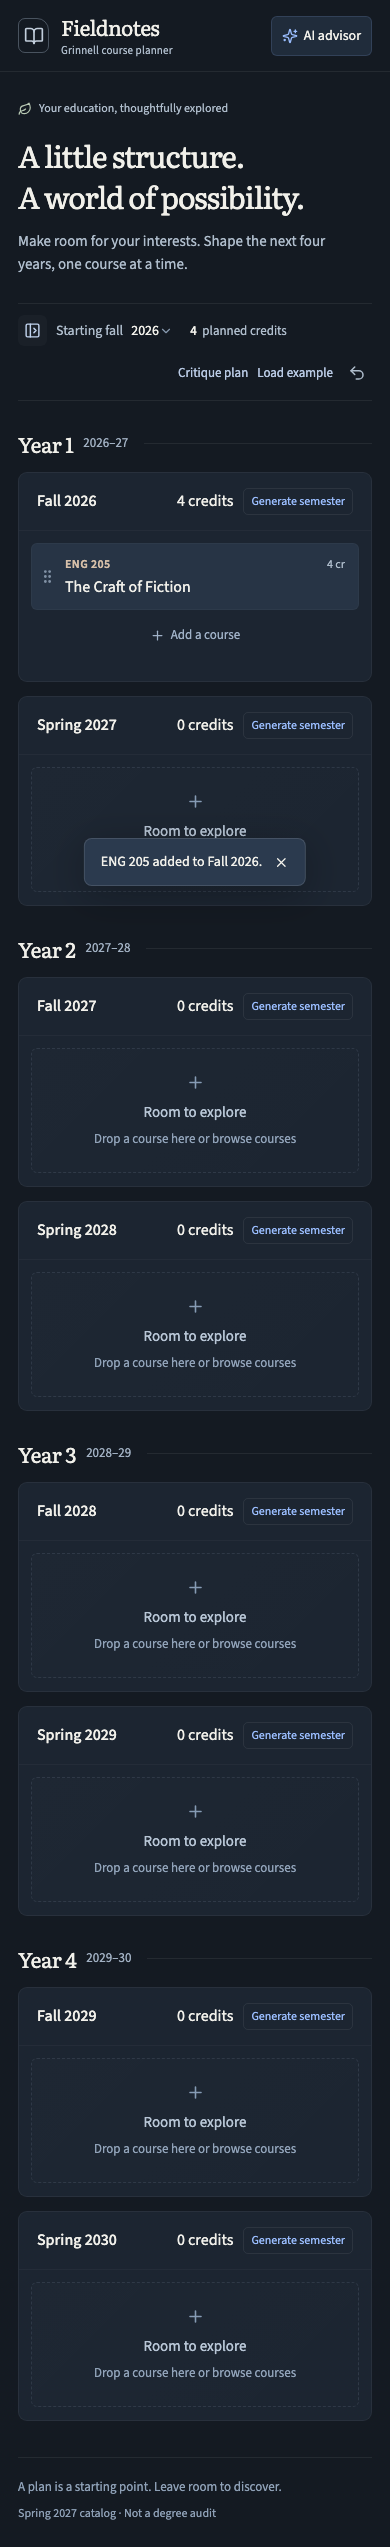 Fieldnotes
Grinnell course planner
AI advisor
Your education, thoughtfully explored
A little structure.
A world of possibility.
Make room for your interests. Shape the next four
years, one course at a time.
Starting fall 2026 4 planned credits
Critique plan Load example
Year 1 2026–27
Fall 2026 4 credits Generate semester
ENG 205 4 cr
The Craft of Fiction
Add a course
Spring 2027 0 credits Generate semester
Room to explore
ENG 205 added to Fall 2026.
Year 2 2027–28
Fall 2027 0 credits Generate semester
Room to explore
Drop a course here or browse courses
Spring 2028 0 credits Generate semester
Room to explore
Drop a course here or browse courses
Year 3 2028–29
Fall 2028 0 credits Generate semester
Room to explore
Drop a course here or browse courses
Spring 2029 0 credits Generate semester
Room to explore
Drop a course here or browse courses
Year 4 2029–30
Fall 2029 0 credits Generate semester
Room to explore
Drop a course here or browse courses
Spring 2030 0 credits Generate semester
Room to explore
Drop a course here or browse courses
A plan is a starting point. Leave room to discover.
Spring 2027 catalog · Not a degree audit